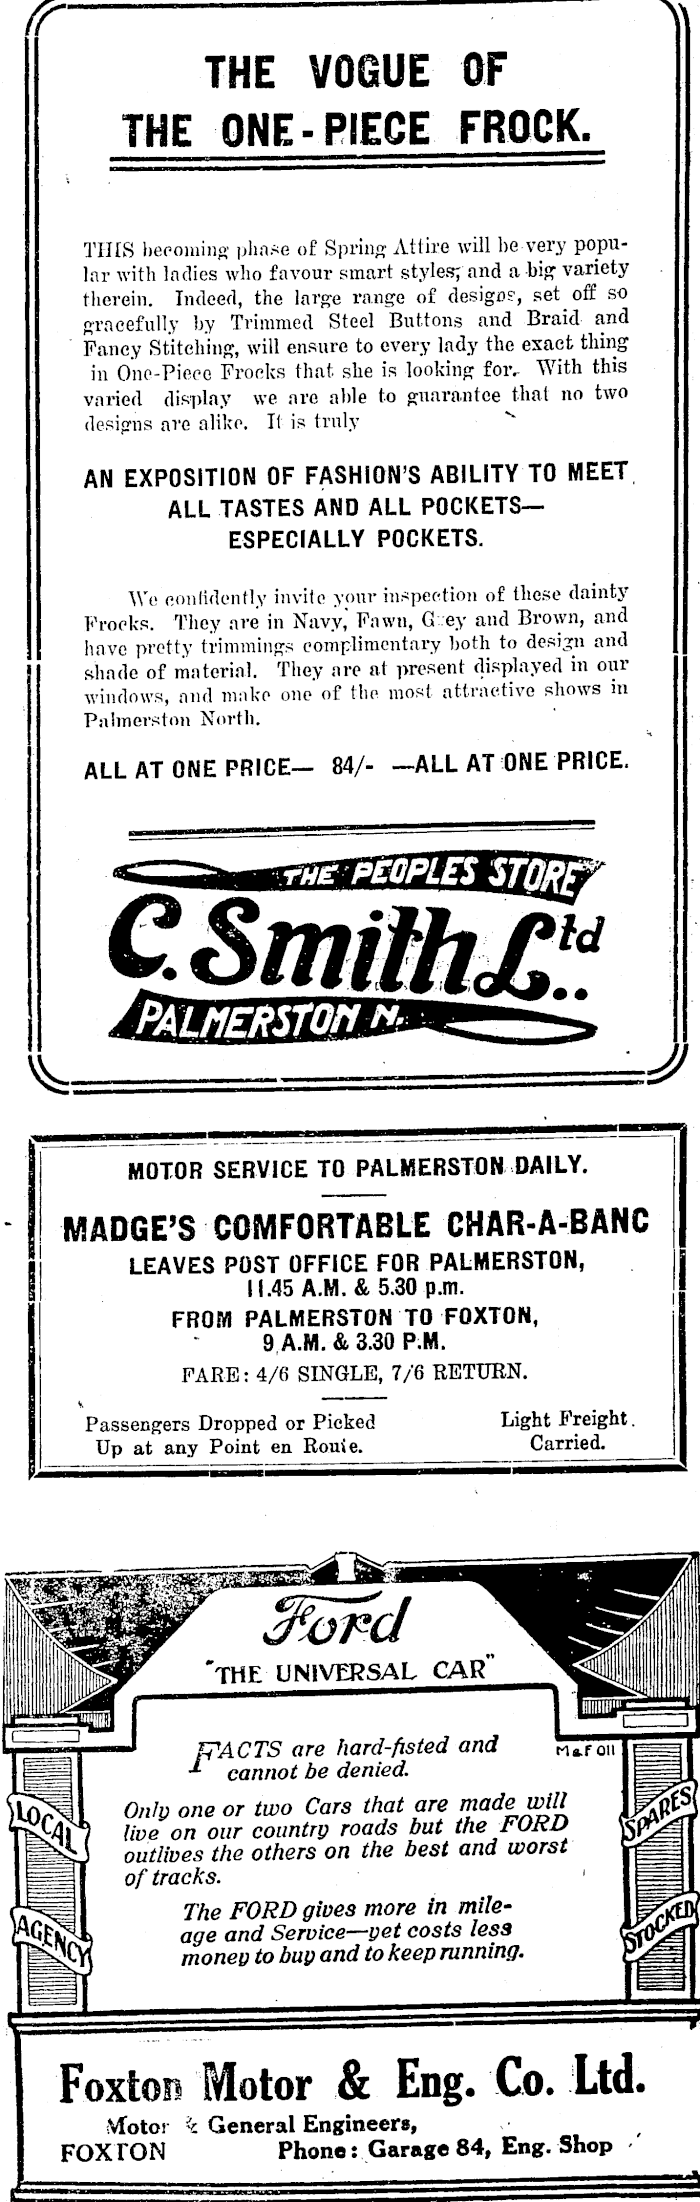 THE VOGUE OF
THE ONE-PIECE FROCK.
THIS becoming phase of Spring Attire will be very popu-
lar with ladies who favour smart styles, and a big variety
therein. Indeed, the large range of designs, set off so
gracefully by Trimmed Steel Buttons and Braid and
Fancy Stitching, will ensure to every lady the exact thing
in One-Piece Frocks that she is looking for. With this
varied display we are able to guarantee that no two
designs are alike. It is truly
AN EXPOSITION OF FASHION'S ABILITY TO MEET
ALL TASTES AND ALL POCKETS—
ESPECIALLY POCKETS.
We confidently invite your inspection of these dainty
Frocks. They are in Navy, Fawn, Grey and Brown, and
have pretty trimmings complimentary both to design and
shade of material. They are at present displayed in our
windows, and make one of the most attractive shows in
Palmerston North.
ALL AT ONE PRICE— 84/- —ALL AT ONE PRICE.
THE PEOPLES STORE
C. Smith Ltd..
PALMERSTON N.
MOTOR SERVICE TO PALMERSTON DAILY.
MADGE'S COMFORTABLE CHAR-A-BANC
LEAVES POST OFFICE FOR PALMERSTON,
11.45 A.M. & 5.30 p.m.
FROM PALMERSTON TO FOXTON,
9 A.M. & 3.30 P.M.
FARE: 4/6 SINGLE, 7/6 RETURN.
Passengers Dropped or Picked
Up at any Point en Route.
Light Freight
Carried.
Ford
"THE UNIVERSAL CAR"
FACTS are hard-fisted and
cannot be denied.
M&F 011
Only one or two Cars that are made will
live on our country roads but the FORD
outlives the others on the best and worst
of tracks.
The FORD gives more in mile-
age and Service—yet costs less
money to buy and to keep running.
LOCAL
AGENCY
SPARES
STOCKED
Foxton Motor & Eng. Co. Ltd.
Motor & General Engineers,
FOXTON Phone: Garage 84, Eng. Shop